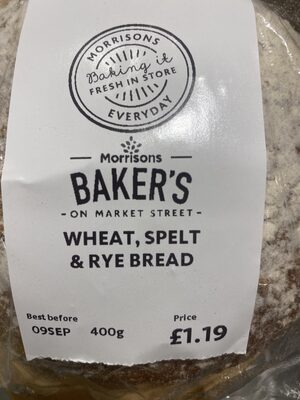 MORRISONS
Baking it
FRESH IN STORE
EVERYDAY
Morrisons
BAKER'S
- ON MARKET STREET -
WHEAT, SPELT
& RYE BREAD
Best before Price
09SEP 400g £1.19